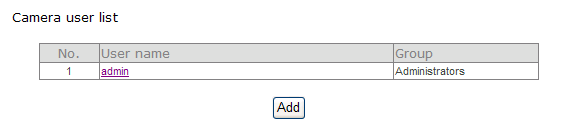 Camera user list
No. User name Group
1 admin Administrators
Add